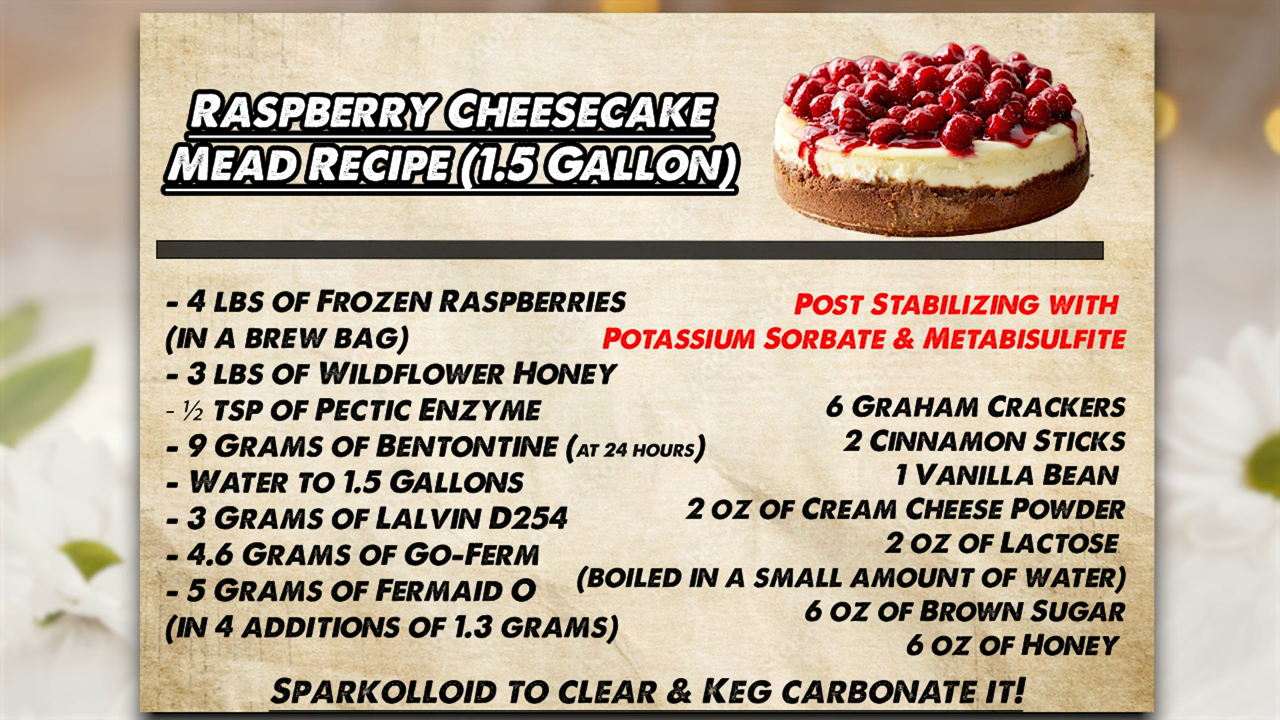 Raspberry Cheesecake
Mead Recipe (1.5 Gallon)
- 4 lbs of Frozen Raspberries
(in a brew bag)
- 3 lbs of Wildflower Honey
- ½ tsp of Pectic Enzyme
- 9 Grams of Bentontine (at 24 hours)
- Water to 1.5 Gallons
- 3 Grams of Lalvin D254
- 4.6 Grams of Go-Ferm
- 5 Grams of Fermaid O
(in 4 additions of 1.3 grams)
Post Stabilizing with
Potassium Sorbate & Metabisulfite
6 Graham Crackers
2 Cinnamon Sticks
1 Vanilla Bean
2 oz of Cream Cheese Powder
2 oz of Lactose
(boiled in a small amount of water)
6 oz of Brown Sugar
6 oz of Honey
Sparkolloid to clear & Keg carbonate it!